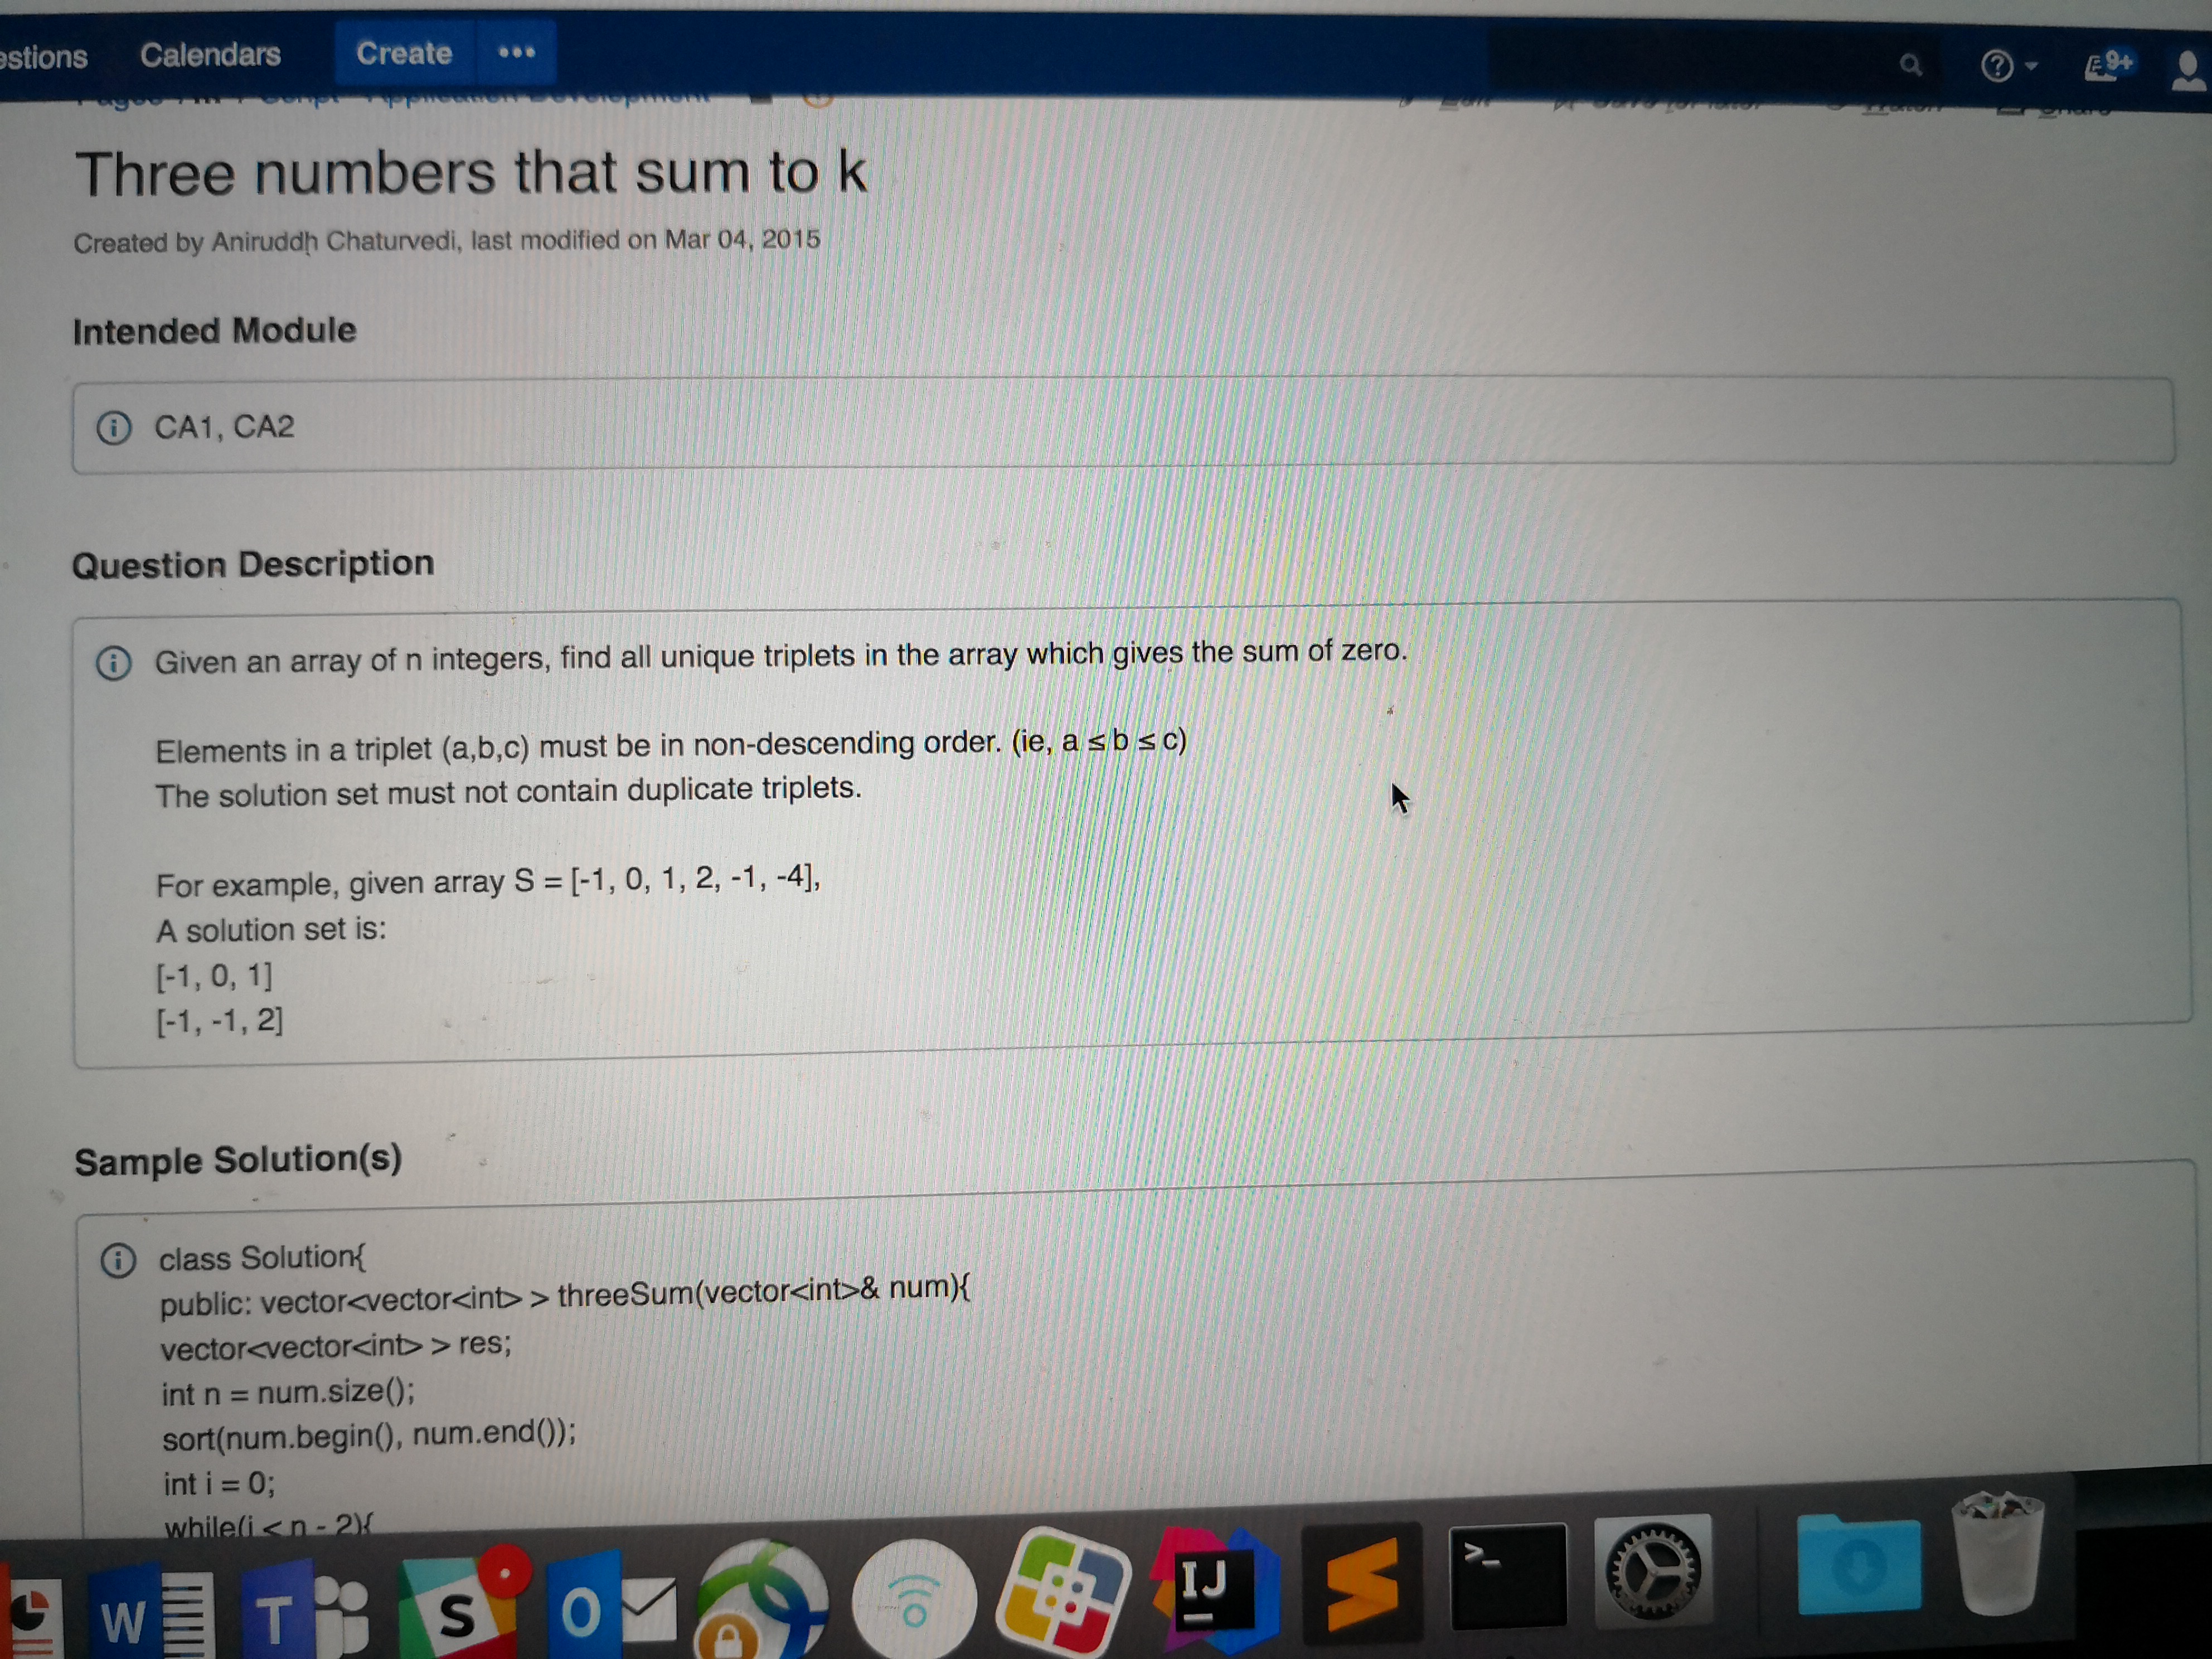 estions Calendars Create ••• 9+
Application Development
Three numbers that sum to k
Created by Aniruddh Chaturvedi, last modified on Mar 04, 2015
Intended Module
CA1, CA2
Question Description
Given an array of n integers, find all unique triplets in the array which gives the sum of zero.
Elements in a triplet (a,b,c) must be in non-descending order. (ie, a ≤ b ≤ c)
The solution set must not contain duplicate triplets.
For example, given array S = [-1, 0, 1, 2, -1, -4],
A solution set is:
[-1, 0, 1]
[-1, -1, 2]
Sample Solution(s)
class Solution{
public: vector<vector<int> > threeSum(vector<int>& num){
vector<vector<int> > res;
int n = num.size();
sort(num.begin(), num.end());
int i = 0;
while(i < n - 2){
W T S O IJ >_